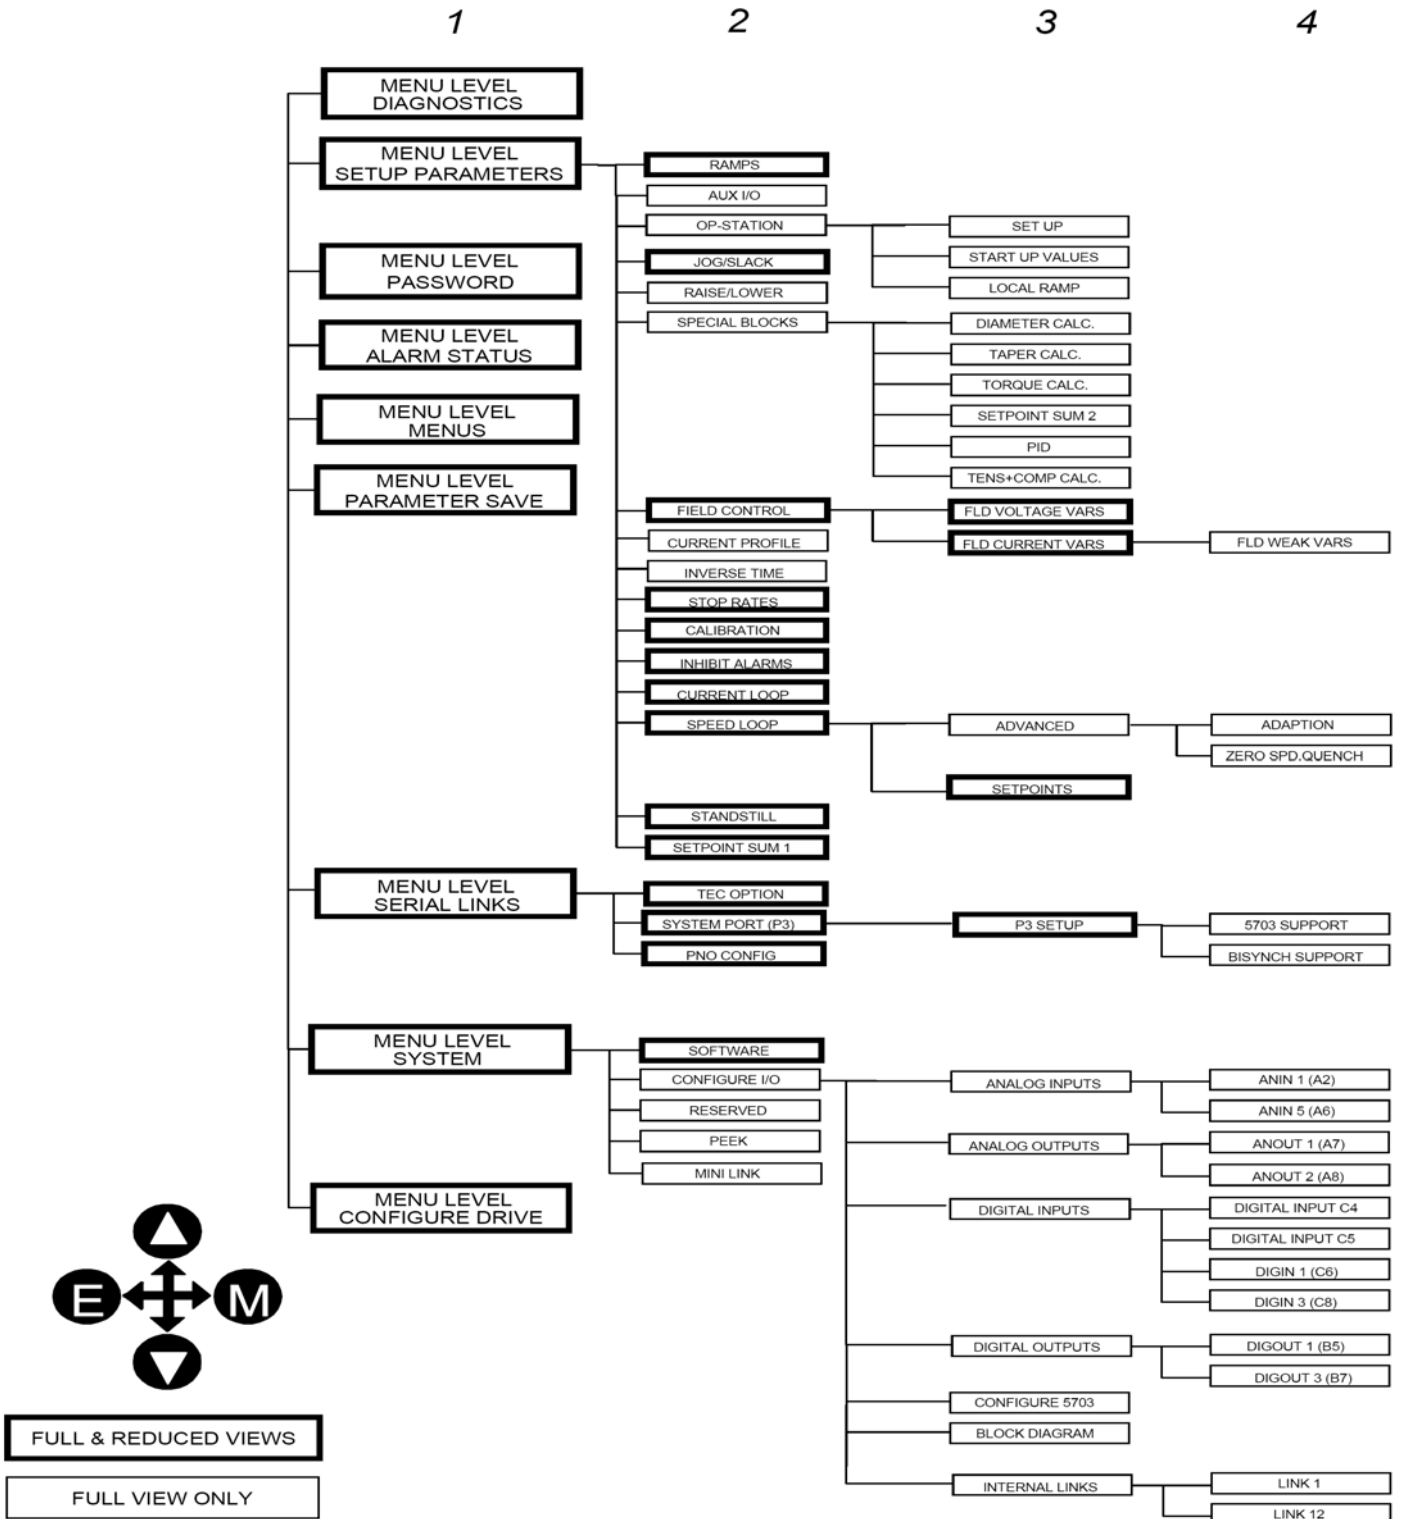 1 2 3 4
MENU LEVEL
DIAGNOSTICS
MENU LEVEL
SETUP PARAMETERS
RAMPS
AUX I/O
OP-STATION
SET UP
START UP VALUES
LOCAL RAMP
MENU LEVEL
PASSWORD
JOG/SLACK
RAISE/LOWER
SPECIAL BLOCKS
DIAMETER CALC.
TAPER CALC.
TORQUE CALC.
SETPOINT SUM 2
PID
TENS+COMP CALC.
MENU LEVEL
ALARM STATUS
MENU LEVEL
MENUS
MENU LEVEL
PARAMETER SAVE
FIELD CONTROL
FLD VOLTAGE VARS
FLD CURRENT VARS
FLD WEAK VARS
CURRENT PROFILE
INVERSE TIME
STOP RATES
CALIBRATION
INHIBIT ALARMS
CURRENT LOOP
SPEED LOOP
ADVANCED
ADAPTION
ZERO SPD.QUENCH
SETPOINTS
STANDSTILL
SETPOINT SUM 1
MENU LEVEL
SERIAL LINKS
TEC OPTION
SYSTEM PORT (P3)
P3 SETUP
5703 SUPPORT
BISYNCH SUPPORT
PNO CONFIG
MENU LEVEL
SYSTEM
SOFTWARE
CONFIGURE I/O
RESERVED
PEEK
MINI LINK
ANALOG INPUTS
ANIN 1 (A2)
ANIN 5 (A6)
ANALOG OUTPUTS
ANOUT 1 (A7)
ANOUT 2 (A8)
DIGITAL INPUTS
DIGITAL INPUT C4
DIGITAL INPUT C5
DIGIN 1 (C6)
DIGIN 3 (C8)
DIGITAL OUTPUTS
DIGOUT 1 (B5)
DIGOUT 3 (B7)
CONFIGURE 5703
BLOCK DIAGRAM
INTERNAL LINKS
LINK 1
LINK 12
MENU LEVEL
CONFIGURE DRIVE
E M
FULL & REDUCED VIEWS
FULL VIEW ONLY